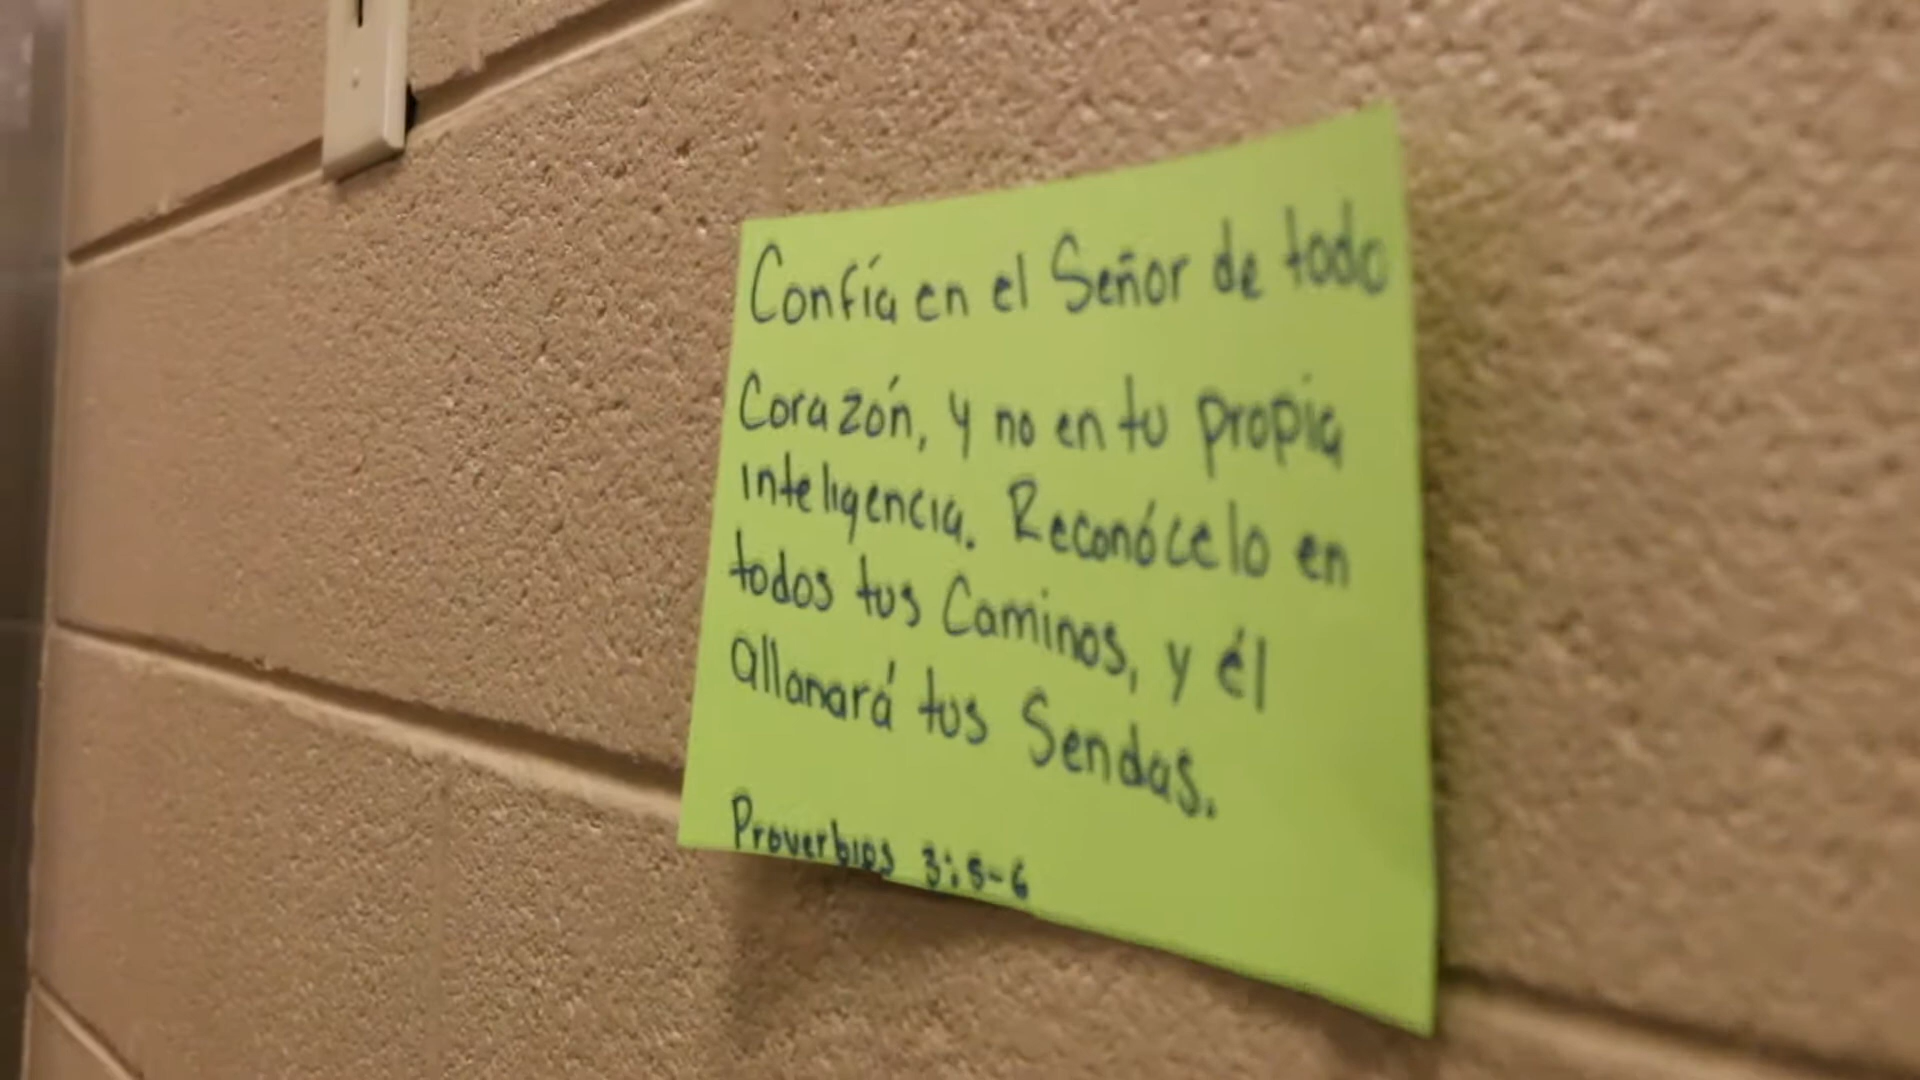 Confía en el Señor de todo
Corazón, y no en tu propia
inteligencia. Reconócelo en
todos tus Caminos, y él
allanará tus Sendas.
Proverbios 3:5-6